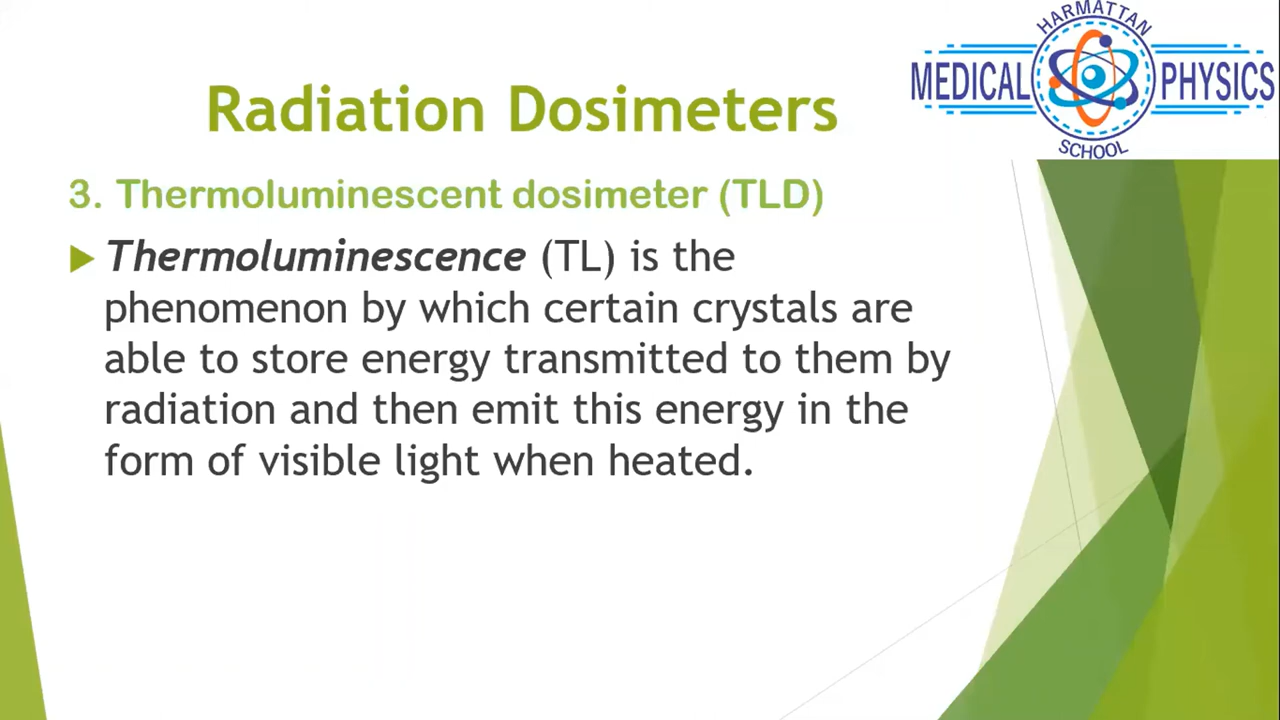 HARMATTAN
MEDICAL PHYSICS
SCHOOL
Radiation Dosimeters
3. Thermoluminescent dosimeter (TLD)
Thermoluminescence (TL) is the
phenomenon by which certain crystals are
able to store energy transmitted to them by
radiation and then emit this energy in the
form of visible light when heated.